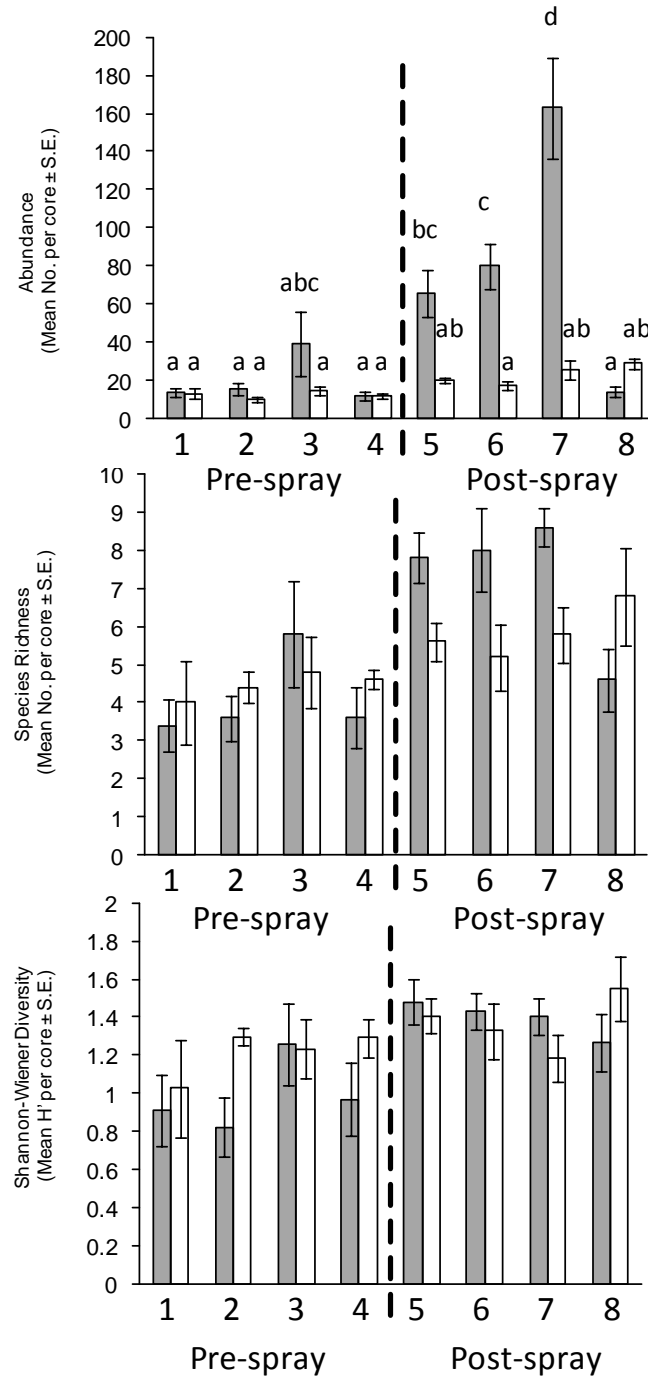 Abundance
(Mean No. per core ± S.E.)
200
180
160
140
120
100
80
60
40
20
0
a a a a abc a a a bc ab c a d ab a ab
1 2 3 4 5 6 7 8
Pre-spray Post-spray
Species Richness
(Mean No. per core ± S.E.)
10
9
8
7
6
5
4
3
2
1
0
1 2 3 4 5 6 7 8
Pre-spray Post-spray
Shannon-Wiener Diversity
(Mean H' per core ± S.E.)
2
1.8
1.6
1.4
1.2
1
0.8
0.6
0.4
0.2
0
1 2 3 4 5 6 7 8
Pre-spray Post-spray